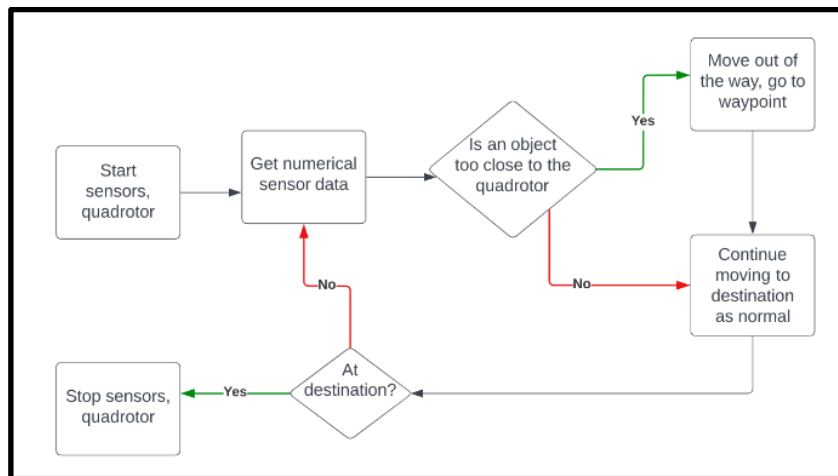 Start
sensors,
quadrotor
Get numerical
sensor data
Is an object
too close to the
quadrotor
Yes
Move out of
the way, go to
waypoint
No
Continue
moving to
destination
as normal
At
destination?
No
Yes
Stop sensors,
quadrotor